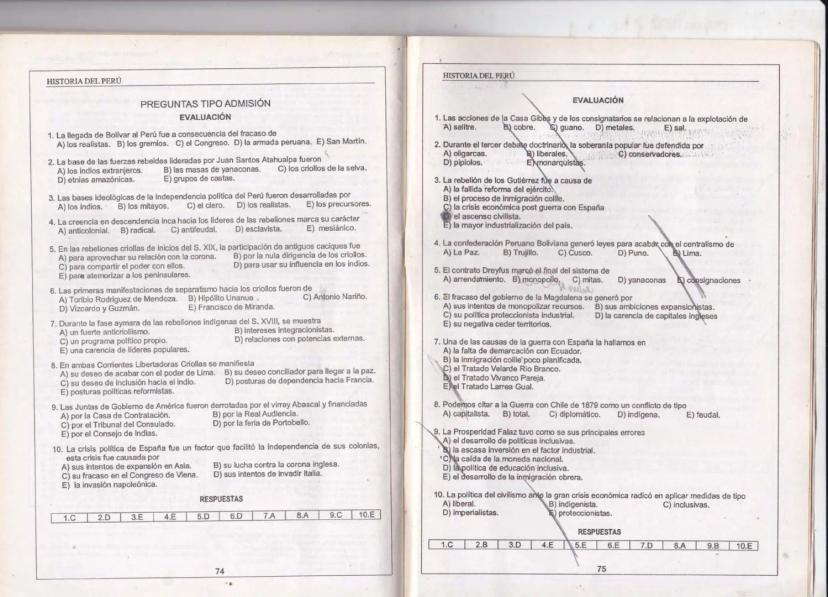 HISTORIA DEL PERÚ
PREGUNTAS TIPO ADMISIÓN
EVALUACIÓN
1. La llegada de Bolívar al Perú fue a consecuencia del fracaso de
A) los realistas. B) los gremios. C) el Congreso. D) la armada peruana. E) San Martín.
2. La base de las fuerzas rebeldes lideradas por Juan Santos Atahualpa fueron
A) los indios extranjeros. B) las masas de yanaconas. C) los criollos de la selva.
D) etnias amazónicas. E) grupos de castas.
3. Las bases ideológicas de la independencia política del Perú fueron desarrolladas por
A) los indios. B) los mitayos. C) el clero. D) los realistas. E) los precursores.
4. La creencia en descendencia inca hacia los líderes de las rebeliones marca su carácter
A) anticolonial. B) radical. C) antifeudal. D) esclavista. E) mesiánico.
5. En las rebeliones criollas de inicios del S. XIX, la participación de antiguos caciques fue
A) para aprovechar su relación con la corona. B) por la nula dirigencia de los criollos.
C) para compartir el poder con ellos. D) para usar su influencia en los indios.
E) para atemorizar a los peninsulares.
6. Las primeras manifestaciones de separatismo hacia los criollos fueron de
A) Toribio Rodríguez de Mendoza. B) Hipólito Unanue . C) Antonio Nariño.
D) Vizcardo y Guzmán. E) Francisco de Miranda.
7. Durante la fase aymara de las rebeliones indígenas del S. XVIII, se muestra
A) un fuerte anticriollismo. B) intereses integracionistas.
C) un programa político propio. D) relaciones con potencias externas.
E) una carencia de líderes populares.
8. En ambas Corrientes Libertadoras Criollas se manifiesta
A) su deseo de acabar con el poder de Lima. B) su deseo conciliador para llegar a la paz.
C) su deseo de inclusión hacia el indio. D) posturas de dependencia hacia Francia.
E) posturas políticas reformistas.
9. Las Juntas de Gobierno de América fueron derrotadas por el virrey Abascal y financiadas
A) por la Casa de Contratación. B) por la Real Audiencia.
C) por el Tribunal del Consulado. D) por la feria de Portobello.
E) por el Consejo de Indias.
10. La crisis política de España fue un factor que facilitó la independencia de sus colonias,
esta crisis fue causada por
A) sus intentos de expansión en Asia. B) su lucha contra la corona inglesa.
C) su fracaso en el Congreso de Viena. D) sus intentos de invadir Italia.
E) la invasión napoleónica.
RESPUESTAS
1.C 2.D 3.E 4.E 5.D 6.D 7.A 8.A 9.C 10.E
74
HISTORIA DEL PERÚ
EVALUACIÓN
1. Las acciones de la Casa Gibbs y de los consignatarios se relacionan a la explotación de
A) salitre. B) cobre. C) guano. D) metales. E) sal.
2. Durante el tercer debate doctrinario, la soberanía popular fue defendida por
A) oligarcas. B) liberales. C) conservadores.
D) pipiolos. E) monarquistas.
3. La rebelión de los Gutiérrez fue a causa de
A) la fallida reforma del ejército.
B) el proceso de inmigración colíe.
C) la crisis económica post guerra con España
el ascenso civilista.
E) la mayor industrialización del país.
4. La confederación Peruano Boliviana generó leyes para acabar con el centralismo de
A) La Paz. B) Trujillo. C) Cusco. D) Puno. E) Lima.
5. El contrato Dreyfus marcó el final del sistema de
A) arrendamiento. B) monopolio. C) mitas. D) yanaconas E) consignaciones
6. El fracaso del gobierno de la Magdalena se generó por
A) sus intentos de monopolizar recursos. B) sus ambiciones expansionistas.
C) su política proteccionista industrial. D) la carencia de capitales ingleses
E) su negativa ceder territorios.
7. Una de las causas de la guerra con España la hallamos en
A) la falta de demarcación con Ecuador.
B) la inmigración colíe poco planificada.
C) el Tratado Velarde Río Branco.
D) el Tratado Vivanco Pareja.
E) el Tratado Larrea Gual.
8. Podemos citar a la Guerra con Chile de 1879 como un conflicto de tipo
A) capitalista. B) total. C) diplomático. D) indígena. E) feudal.
9. La Prosperidad Falaz tuvo como se sus principales errores
A) el desarrollo de políticas inclusivas.
B) la escasa inversión en el factor industrial.
C) la caída de la moneda nacional.
D) la política de educación inclusiva.
E) el desarrollo de la inmigración obrera.
10. La política del civilismo ante la gran crisis económica radicó en aplicar medidas de tipo
A) liberal. B) indigenista. C) inclusivas.
D) imperialistas. E) proteccionistas.
RESPUESTAS
1.C 2.B 3.D 4.E 5.E 6.E 7.D 8.A 9.B 10.E
75